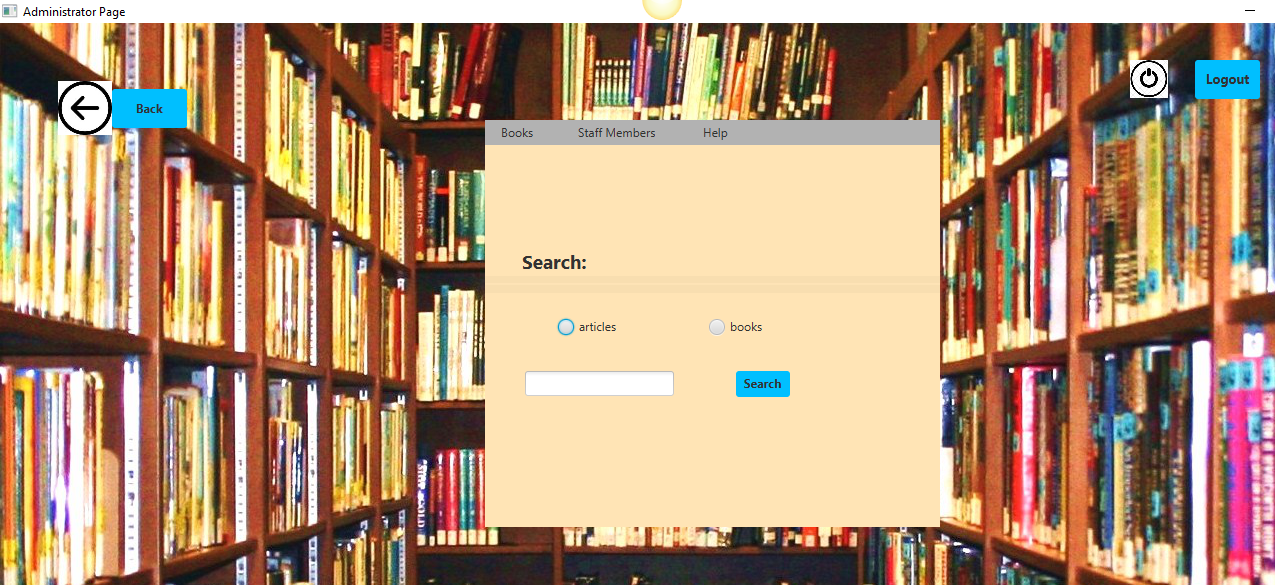 Administrator Page
Logout
Back
Books Staff Members Help
Search:
articles books
Search